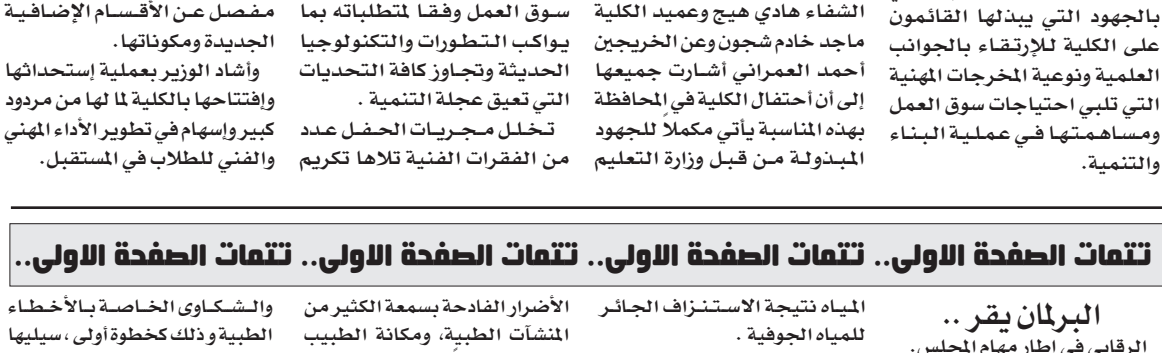 بالجهود التي يبذلها القائمون
على الكلية للإرتقاء بالجوانب
العلمية ونوعية المخرجات المهنية
التي تلبي احتياجات سوق العمل
ومساهمتها في عملية البناء
والتنمية.
الشفاء هادي هيج وعميد الكلية
ماجد خادم شجون وعن الخريجين
أحمد العمراني أشارت جميعها
إلى أن أحتفال الكلية في المحافظة
بهذه المناسبة يأتي مكملاً للجهود
المبذولة من قبل وزارة التعليم
سوق العمل وفقا لمتطلباته بما
يواكب التطورات والتكنولوجيا
الحديثة وتجاوز كافة التحديات
التي تعيق عجلة التنمية .
تخلل مجريات الحفل عدد
من الفقرات الفنية تلاها تكريم
مفصل عن الأقسام الإضافية
الجديدة ومكوناتها.
وأشاد الوزير بعملية إستحداثها
وإفتتاحها بالكلية لما لها من مردود
كبير وإسهام في تطوير الأداء المهني
والفني للطلاب في المستقبل.
تتمات الصفحة الاولى.. تتمات الصفحة الاولى.. تتمات الصفحة الاولى.. تتمات الصفحة الاولى..
البرلمان يقر ..
الرقابي في إطار مهام المجلس.
المياه نتيجة الاستنزاف الجائر
للمياه الجوفية .
الأضرار الفادحة بسمعة الكثير من
المنشآت الطبية، ومكانة الطبيب
والشكاوى الخاصة بالأخطاء
الطبية وذلك كخطوة أولى ، سيليها